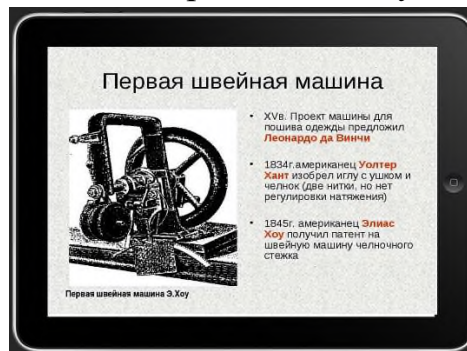 Первая швейная машина
• XVв. Проект машины для
пошива одежды предложил
Леонардо да Винчи
• 1834г.американец Уолтер
Хант изобрел иглу с ушком и
челнок (две нитки, но нет
регулировки натяжения)
• 1845г. американец Элиас
Хоу получил патент на
швейную машину челночного
стежка
Первая швейная машина Э.Хоу